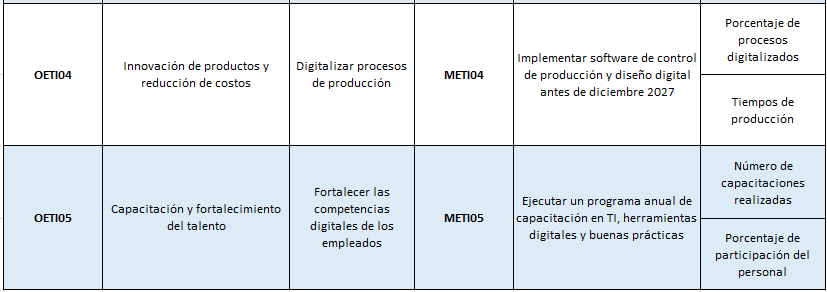 OETI04
Innovación de productos y
reducción de costos
Digitalizar procesos
de producción
METI04
Implementar software de control
de producción y diseño digital
antes de diciembre 2027
Porcentaje de
procesos
digitalizados
Tiempos de
producción
OETI05
Capacitación y fortalecimiento
del talento
Fortalecer las
competencias
digitales de los
empleados
METI05
Ejecutar un programa anual de
capacitación en TI, herramientas
digitales y buenas prácticas
Número de
capacitaciones
realizadas
Porcentaje de
participación del
personal